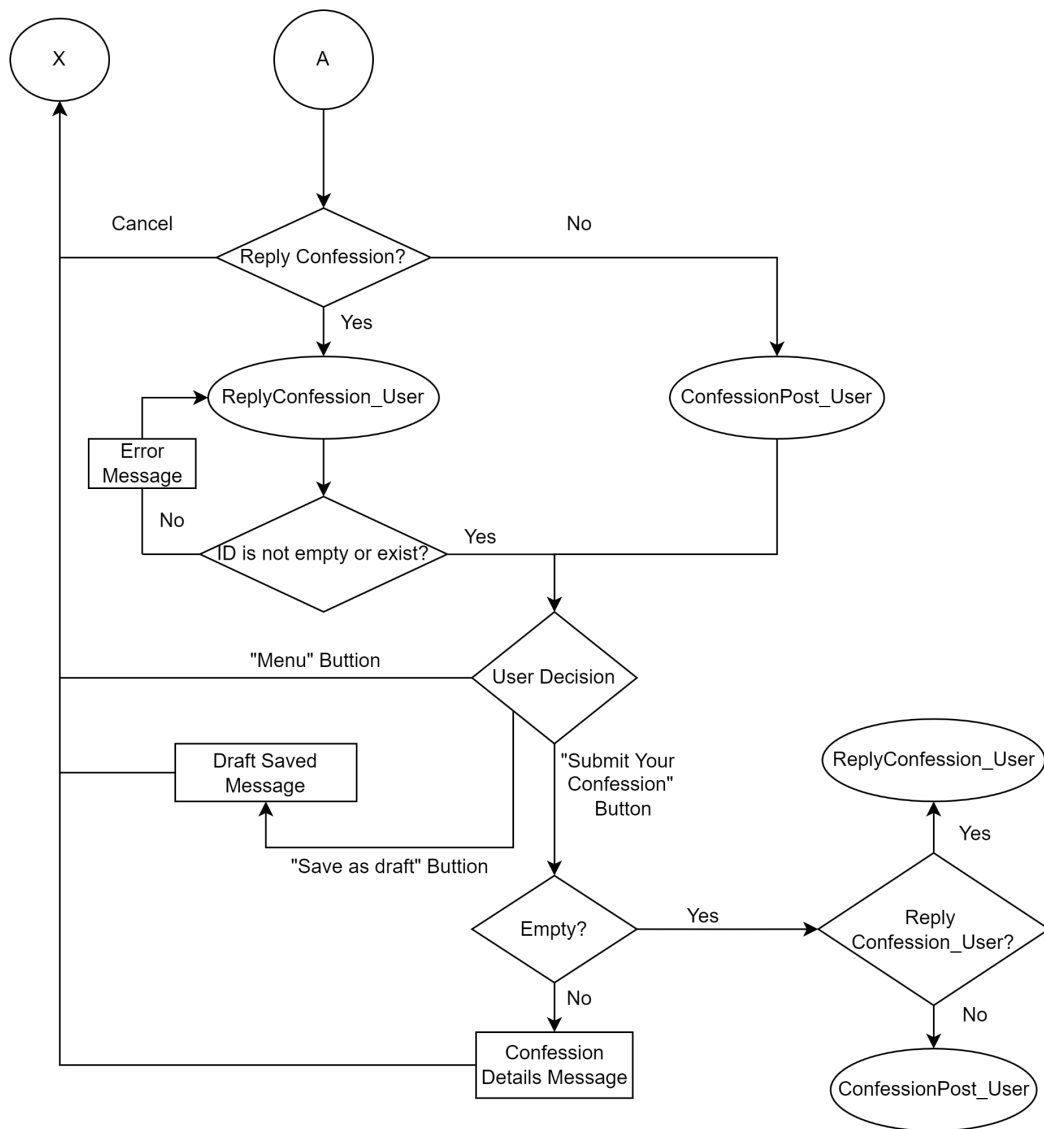 X
A
Cancel
No
Reply Confession?
Yes
ReplyConfession_User
ConfessionPost_User
Error
Message
No
Yes
ID is not empty or exist?
"Menu" Buttion
User Decision
Draft Saved
Message
"Submit Your
Confession"
Button
ReplyConfession_User
"Save as draft" Buttion
Yes
Empty?
Yes
Reply
Confession_User?
No
No
Confession
Details Message
ConfessionPost_User